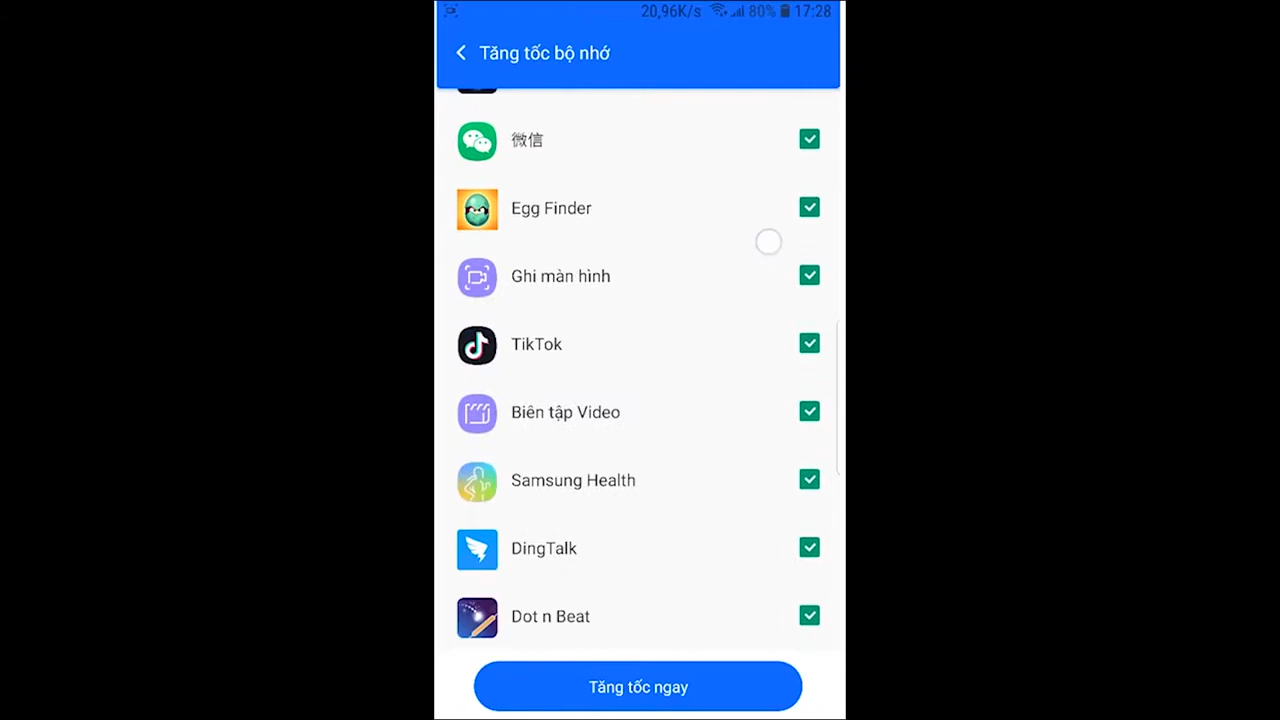 20,96K/s 80% 17:28
Tăng tốc bộ nhớ
微信
Egg Finder
Ghi màn hình
TikTok
Biên tập Video
Samsung Health
DingTalk
Dot n Beat
Tăng tốc ngay